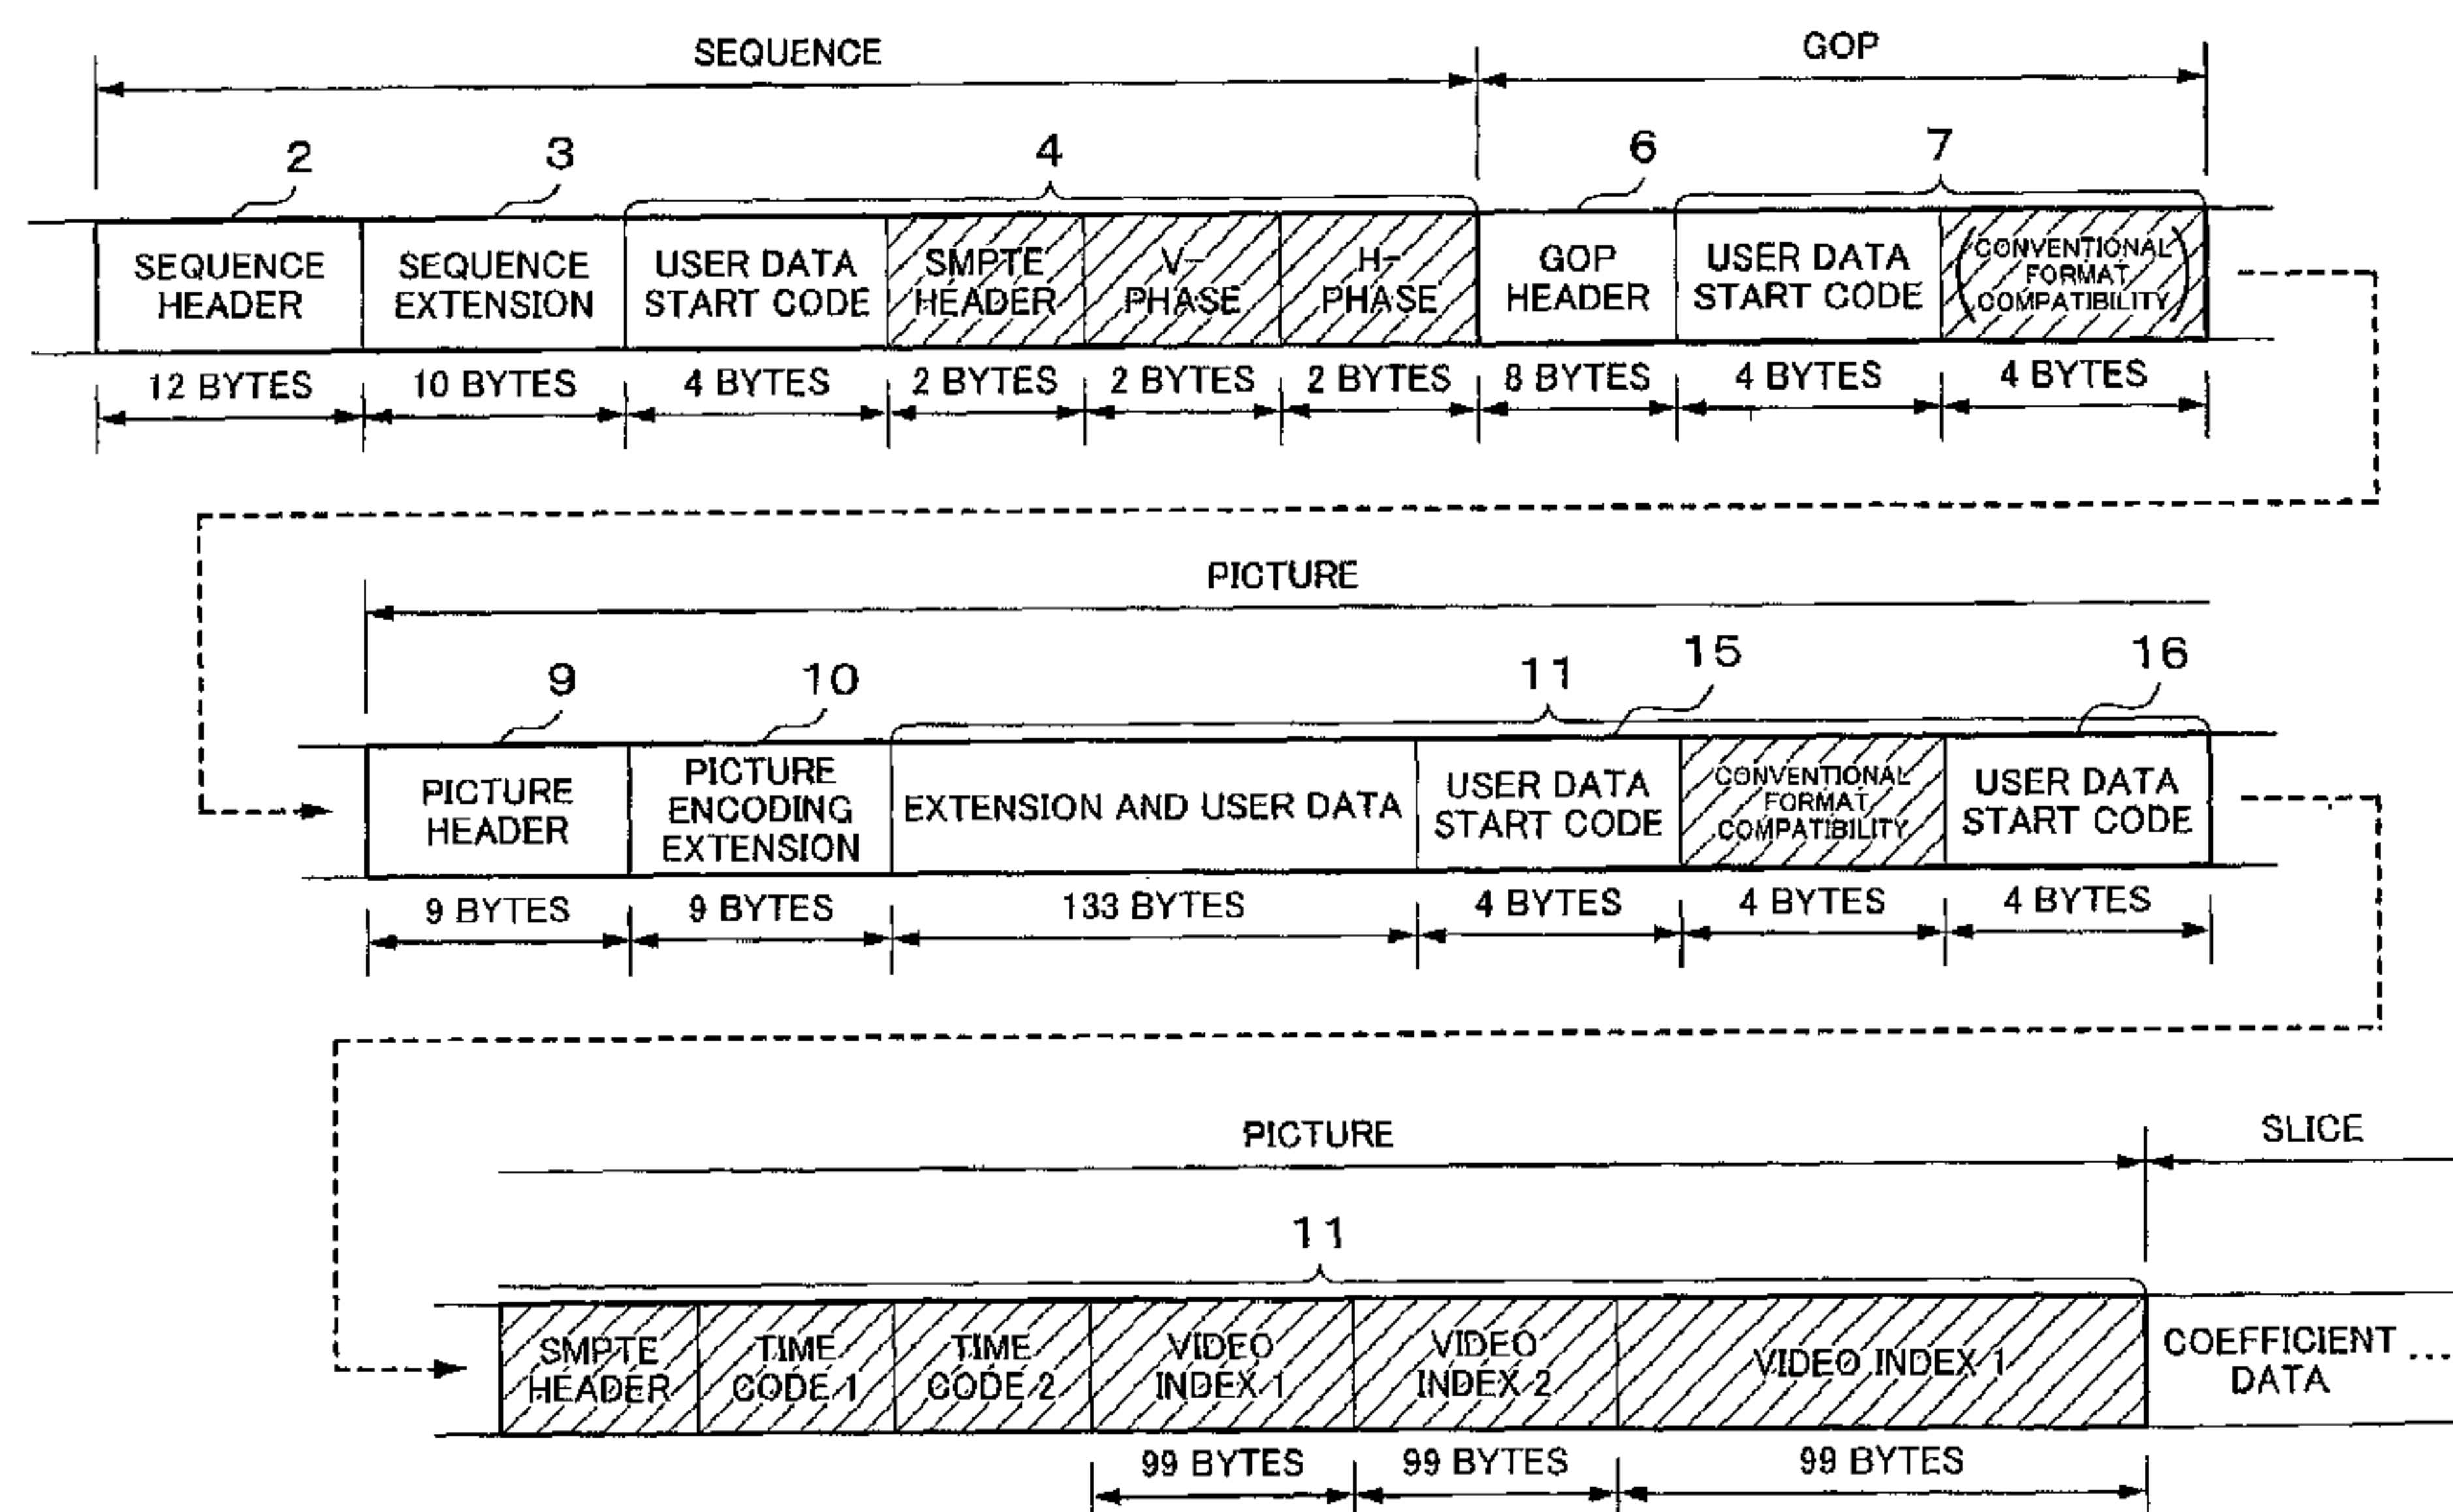 SEQUENCE GOP
2 3 4 6 7
SEQUENCE HEADER
SEQUENCE EXTENSION
USER DATA START CODE
SMPTE HEADER
V- PHASE
H- PHASE
GOP HEADER
USER DATA START CODE
(CONVENTIONAL FORMAT COMPATIBILITY)
12 BYTES 10 BYTES 4 BYTES 2 BYTES 2 BYTES 2 BYTES 8 BYTES 4 BYTES 4 BYTES
PICTURE
9 10 11 15 16
PICTURE HEADER
PICTURE ENCODING EXTENSION
EXTENSION AND USER DATA
USER DATA START CODE
CONVENTIONAL FORMAT COMPATIBILITY
USER DATA START CODE
9 BYTES 9 BYTES 133 BYTES 4 BYTES 4 BYTES 4 BYTES
PICTURE SLICE
11
SMPTE HEADER
TIME CODE 1
TIME CODE 2
VIDEO INDEX 1
VIDEO INDEX 2
VIDEO INDEX 1
COEFFICIENT DATA ...
99 BYTES 99 BYTES 99 BYTES